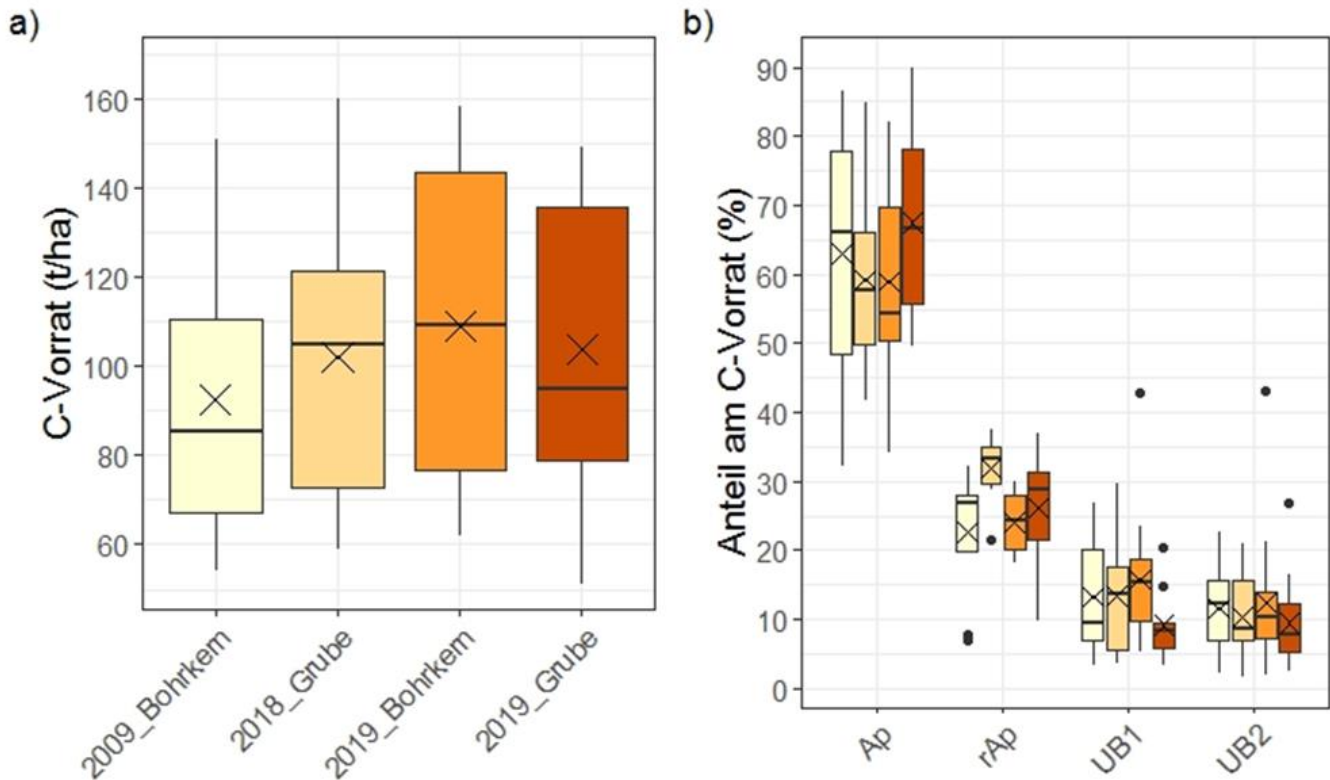 a)
C-Vorrat (t/ha)
160
140
120
100
80
60
2009_Bohrkem
2018_Grube
2019_Bohrkem
2019_Grube
b)
Anteil am C-Vorrat (%)
90
80
70
60
50
40
30
20
10
0
Ap
rAp
UB1
UB2